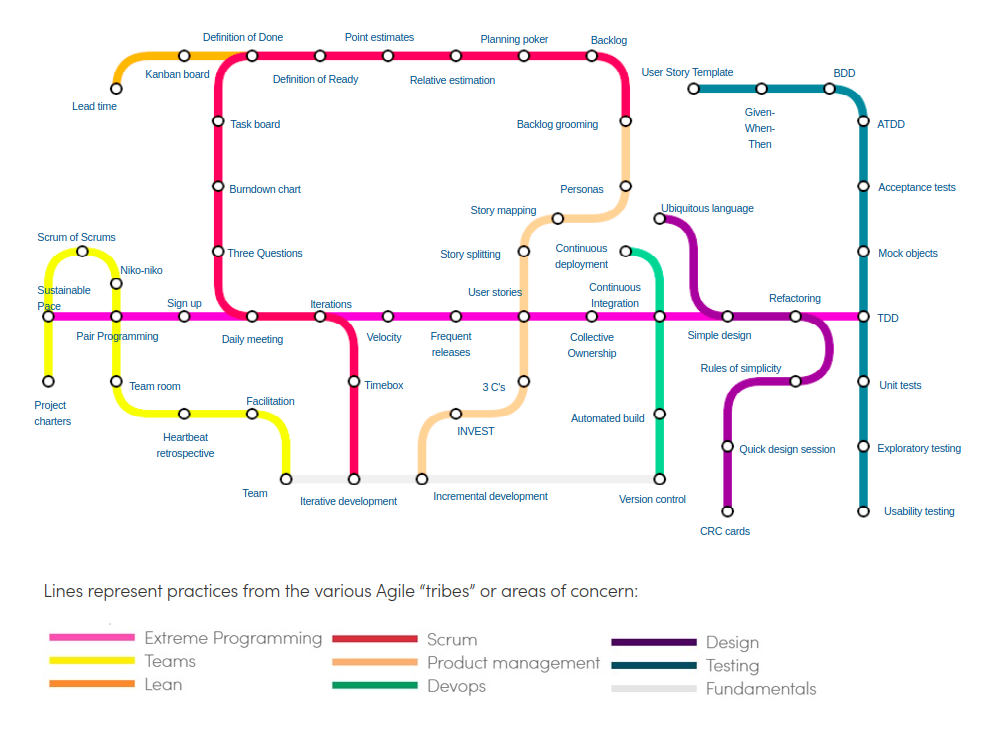 Definition of Done
Point estimates
Planning poker
Backlog
Kanban board
Definition of Ready
Relative estimation
User Story Template
BDD
Lead time
Given-
When-
Then
Task board
Backlog grooming
ATDD
Burndown chart
Personas
Acceptance tests
Story mapping
Ubiquitous language
Scrum of Scrums
Niko-niko
Three Questions
Story splitting
Continuous
deployment
Mock objects
Sustainable
Pace
Sign up
Iterations
User stories
Continuous
Integration
Refactoring
TDD
Pair Programming
Daily meeting
Velocity
Frequent
releases
Collective
Ownership
Simple design
Rules of simplicity
Project
charters
Team room
Facilitation
Timebox
3 C's
Unit tests
Heartbeat
retrospective
INVEST
Automated build
Quick design session
Exploratory testing
Team
Iterative development
Incremental development
Version control
CRC cards
Usability testing
Lines represent practices from the various Agile “tribes” or areas of concern:
Extreme Programming
Teams
Lean
Scrum
Product management
Devops
Design
Testing
Fundamentals